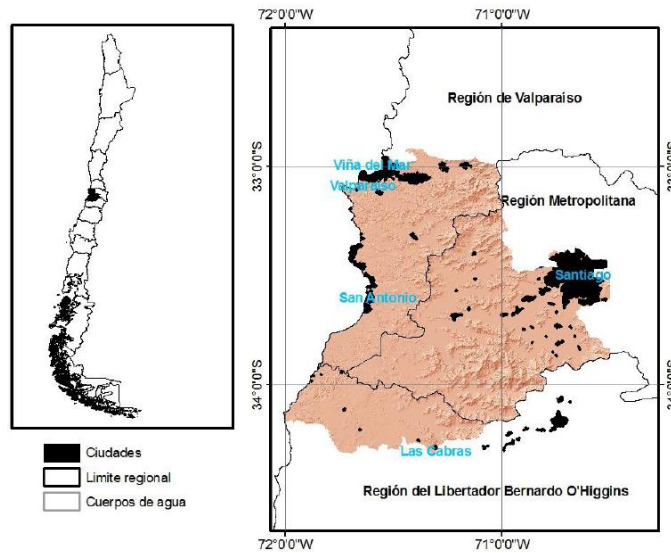 72°0'0"W
71°0'0"W
Región de Valparaíso
33°0'0"S
Viña del Mar
Valparaíso
Región Metropolitana
Santiago
San Antonio
34°0'0"S
Las Cabras
Región del Libertador Bernardo O'Higgins
72°0'0"W
71°0'0"W
Ciudades
Limite regional
Cuerpos de agua